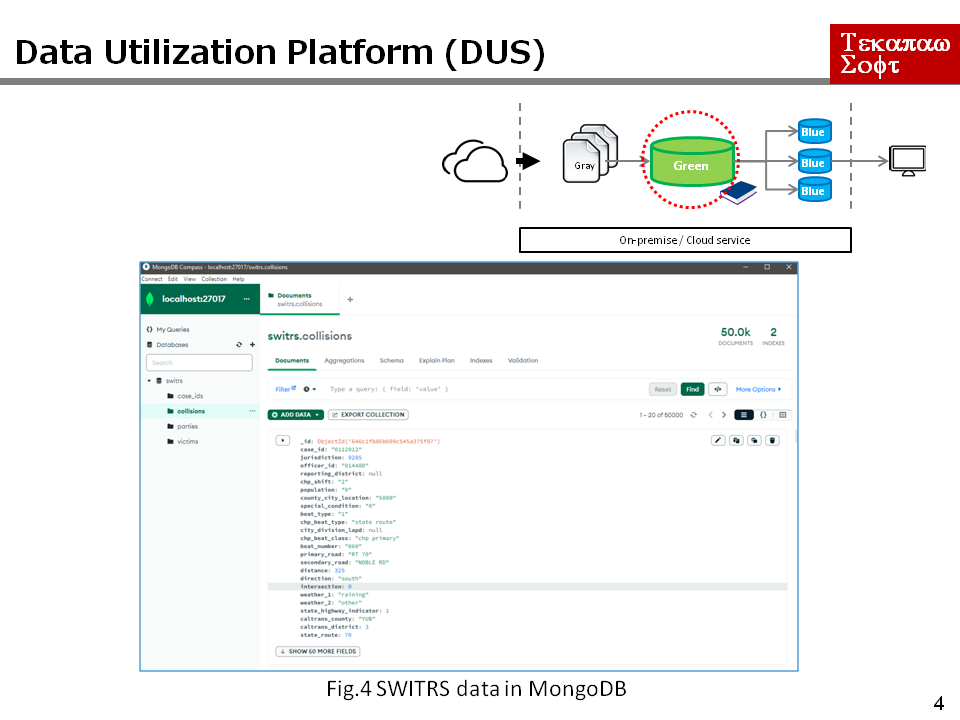 Data Utilization Platform (DUS)
Τεκαπαω
Σοφτ
Gray
Green
Blue
Blue
Blue
On-premise / Cloud service
MongoDB Compass - localhost:27017/switrs.collisions
Connect Edit View Collection Help
localhost:27017 ...
Documents
switrs.collisions
+
{} My Queries
Databases
Search
switrs
case_ids
collisions ...
parties
victims
switrs.collisions
50.0k
DOCUMENTS
2
INDEXES
Documents Aggregations Schema Explain Plan Indexes Validation
Filter Type a query: { field: 'value' } Reset Find </> More Options
ADD DATA EXPORT COLLECTION 1 – 20 of 50000 {}
case_id: "0112012"
jurisdiction: 9285
officer_id: "014480"
reporting_district: null
chp_shift: "2"
population: "9"
county_city_location: "5800"
special_condition: "0"
beat_type: "1"
chp_beat_type: "state route"
city_division_lapd: null
chp_beat_class: "chp primary"
beat_number: "060"
primary_road: "RT 70"
secondary_road: "NOBLE RD"
distance: 325
direction: "south"
intersection: 0
weather_1: "raining"
weather_2: "other"
state_highway_indicator: 1
caltrans_county: "YUB"
caltrans_district: 3
state_route: 70
SHOW 50 MORE FIELDS
Fig.4 SWITRS data in MongoDB
4